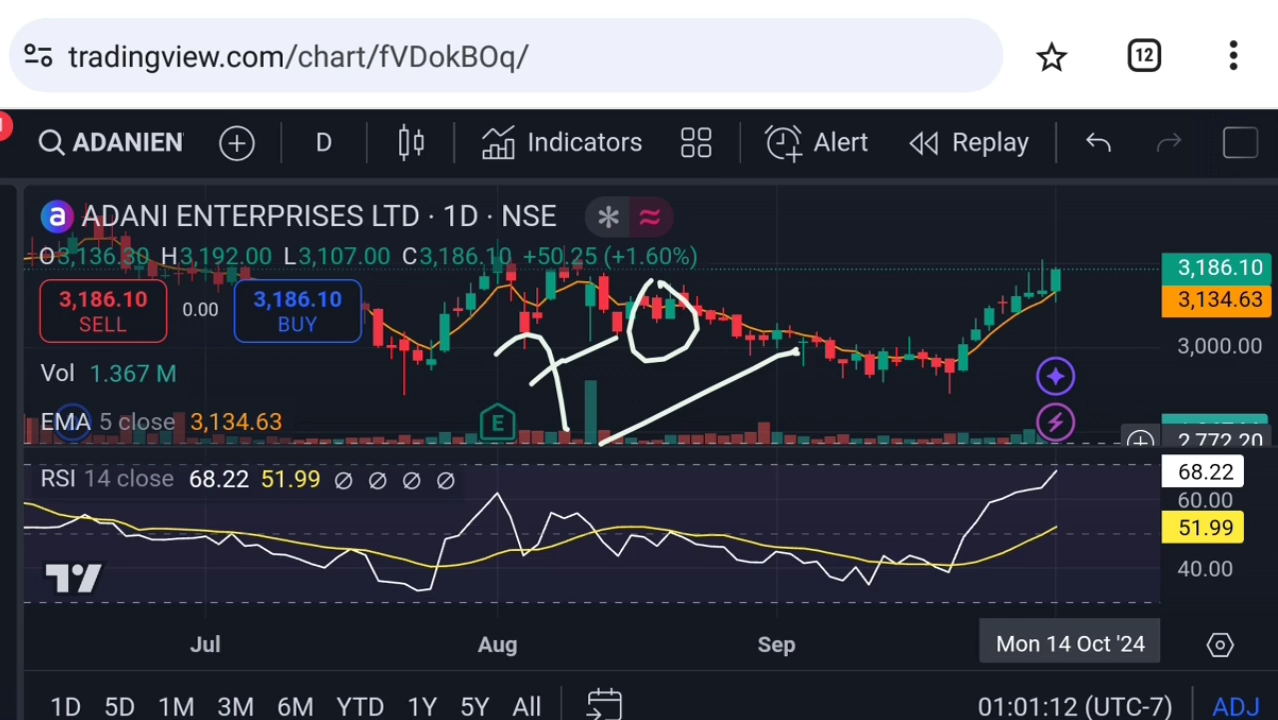 tradingview.com/chart/fVDokBOq/ 12
ADANIEN D Indicators Alert Replay
a ADANI ENTERPRISES LTD · 1D · NSE
O3,136.30 H3,192.00 L3,107.00 C3,186.10 +50.25 (+1.60%)
3,186.10 SELL 0.00 3,186.10 BUY
3,186.10
3,134.63
3,000.00
Vol 1.367 M
EMA 5 close 3,134.63
E
2,772.20
RSI 14 close 68.22 51.99 ∅ ∅ ∅ ∅
68.22
60.00
51.99
40.00
Jul Aug Sep Mon 14 Oct '24
1D 5D 1M 3M 6M YTD 1Y 5Y All 01:01:12 (UTC-7) ADJ